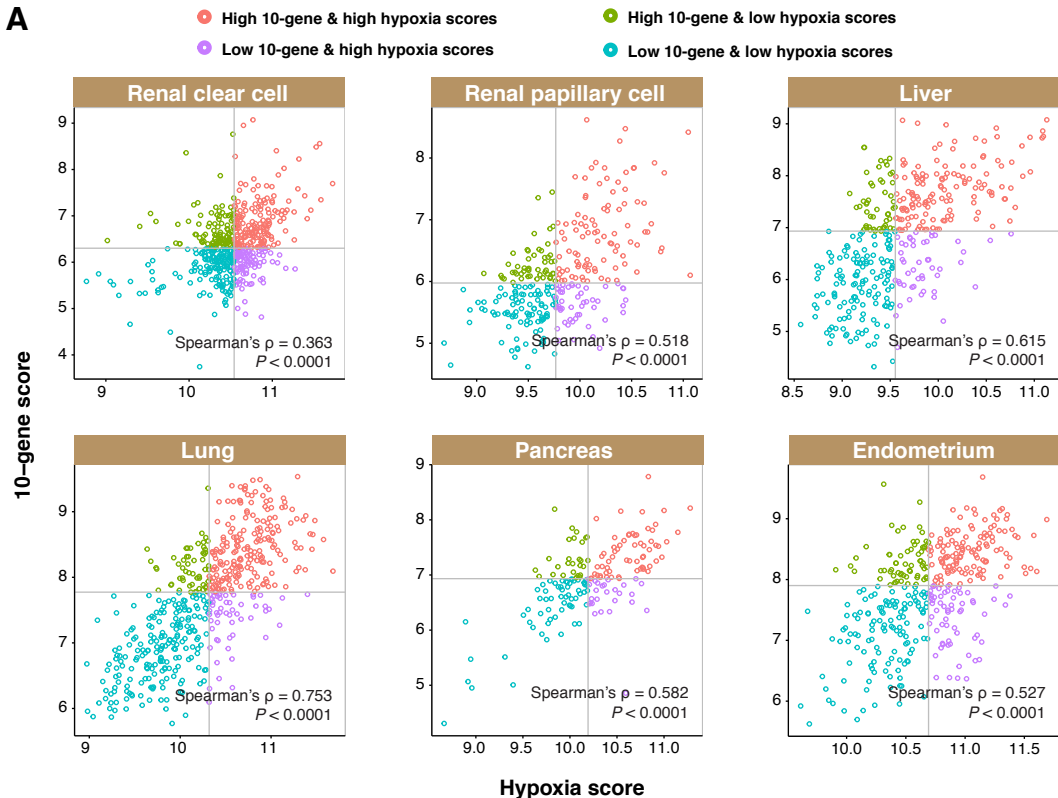 A
High 10-gene & high hypoxia scores
High 10-gene & low hypoxia scores
Low 10-gene & high hypoxia scores
Low 10-gene & low hypoxia scores
Renal clear cell
9
8
7
6
5
4
Spearman's ρ = 0.363
P < 0.0001
9
10
11
Renal papillary cell
8
7
6
5
Spearman's ρ = 0.518
P < 0.0001
9.0
9.5
10.0
10.5
11.0
Liver
9
8
7
6
5
Spearman's ρ = 0.615
P < 0.0001
8.5
9.0
9.5
10.0
10.5
11.0
10–gene score
Lung
9
8
7
6
Spearman's ρ = 0.753
P < 0.0001
9
10
11
Pancreas
9
8
7
6
5
Spearman's ρ = 0.582
P < 0.0001
9.0
9.5
10.0
10.5
11.0
Endometrium
9
8
7
6
Spearman's ρ = 0.527
P < 0.0001
10.0
10.5
11.0
11.5
Hypoxia score